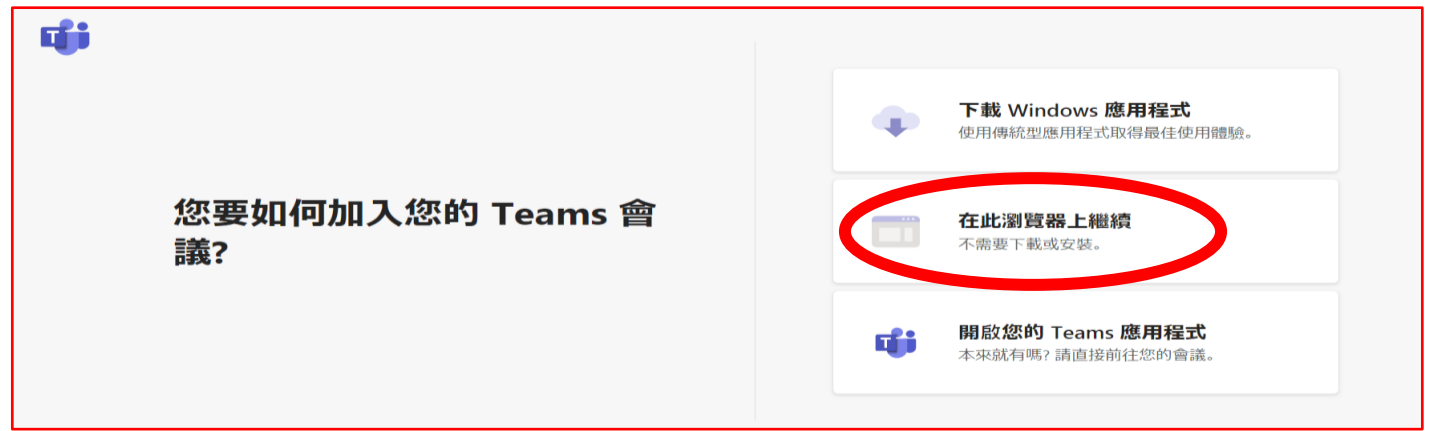 您要如何加入您的 Teams 會
議?
下載 Windows 應用程式
使用傳統型應用程式取得最佳使用體驗。
在此瀏覽器上繼續
不需要下載或安裝。
開啟您的 Teams 應用程式
本來就有嗎? 請直接前往您的會議。